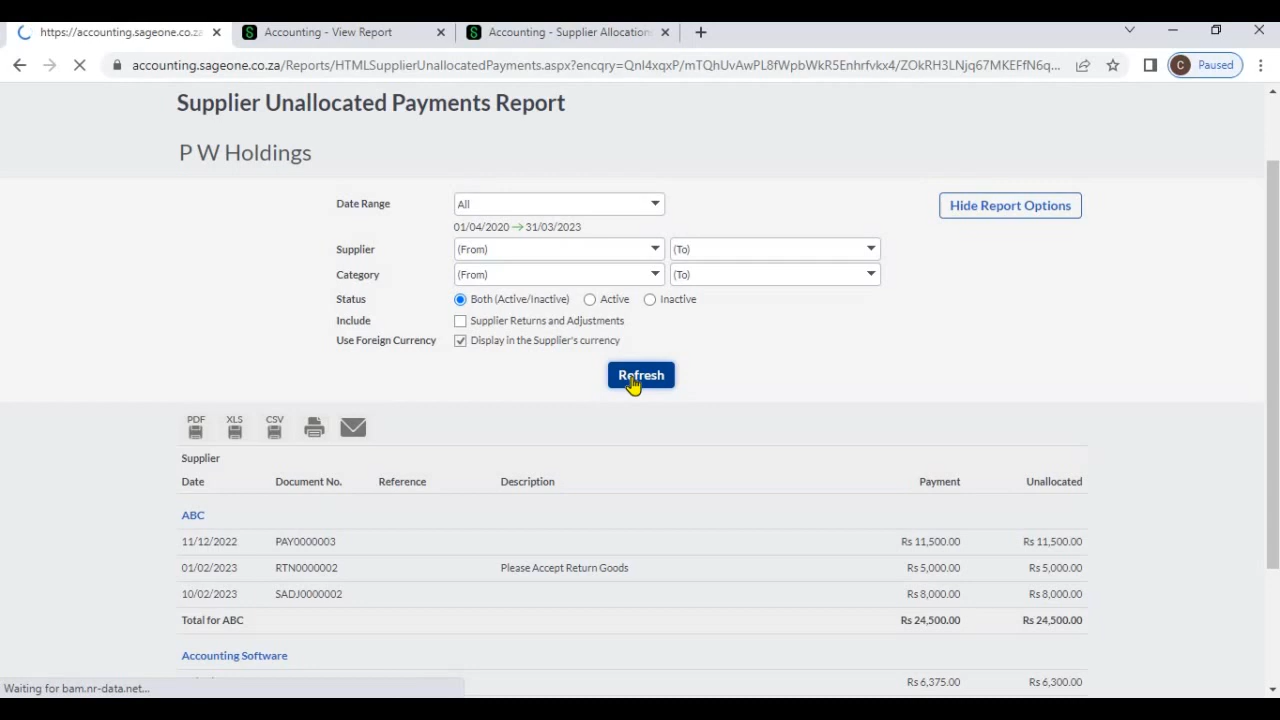 https://accounting.sageone.co.za
Accounting - View Report
Accounting - Supplier Allocation
accounting.sageone.co.za/Reports/HTMLSupplierUnallocatedPayments.aspx?encqry=QnI4xqxP/mTQhUvAwPL8fWpbWkR5Enhrfvkx4/ZOkRH3LNjq67MKEFfN6q...
C Paused
Supplier Unallocated Payments Report
P W Holdings
Date Range All Hide Report Options
01/04/2020 → 31/03/2023
Supplier (From) (To)
Category (From) (To)
Status Both (Active/Inactive) Active Inactive
Include Supplier Returns and Adjustments
Use Foreign Currency Display in the Supplier's currency
Refresh
PDF XLS CSV
Supplier
Date Document No. Reference Description Payment Unallocated
ABC
11/12/2022 PAY0000003 Rs 11,500.00 Rs 11,500.00
01/02/2023 RTN0000002 Please Accept Return Goods Rs 5,000.00 Rs 5,000.00
10/02/2023 SADJ0000002 Rs 8,000.00 Rs 8,000.00
Total for ABC Rs 24,500.00 Rs 24,500.00
Accounting Software
Rs 6,375.00 Rs 6,300.00
Waiting for bam.nr-data.net...